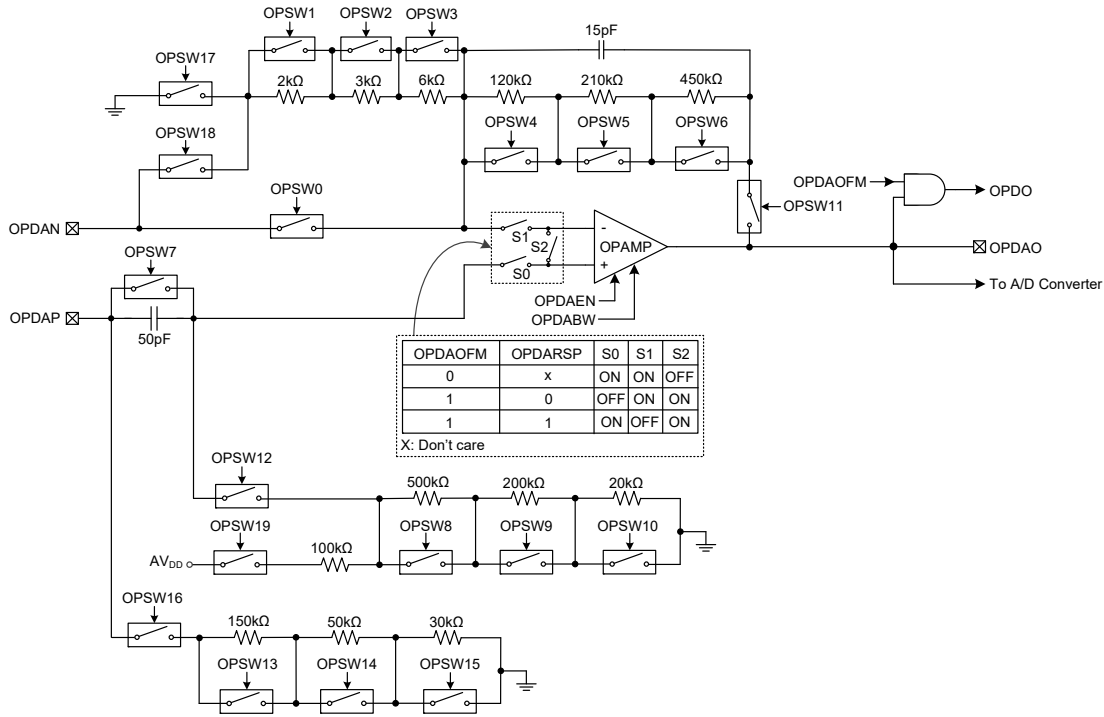 OPSW1 OPSW2 OPSW3
15pF
OPSW17
2kΩ 3kΩ 6kΩ 120kΩ 210kΩ 450kΩ
OPSW18
OPSW4 OPSW5 OPSW6
OPDAOFM
OPDO
OPSW0
OPSW11
OPDAN
S1
-
OPAMP
OPDAO
S2
S0
+
OPSW7
OPDAEN
To A/D Converter
OPDAP
OPDABW
50pF
OPDAOFM OPDARSP S0 S1 S2
0 x ON ON OFF
1 0 OFF ON ON
1 1 ON OFF ON
X: Don't care
OPSW12
500kΩ 200kΩ 20kΩ
OPSW19
OPSW8 OPSW9 OPSW10
100kΩ
AVDD
OPSW16
150kΩ 50kΩ 30kΩ
OPSW13 OPSW14 OPSW15